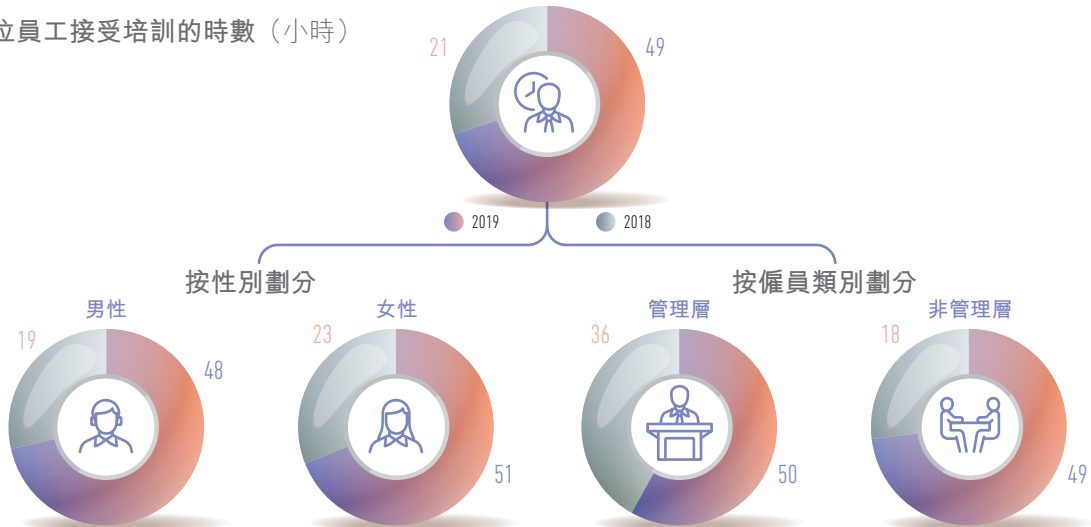 位員工接受培訓的時數（小時）
21
49
2019
2018
按性別劃分
按僱員類別劃分
男性
女性
管理層
非管理層
19
48
23
51
36
50
18
49